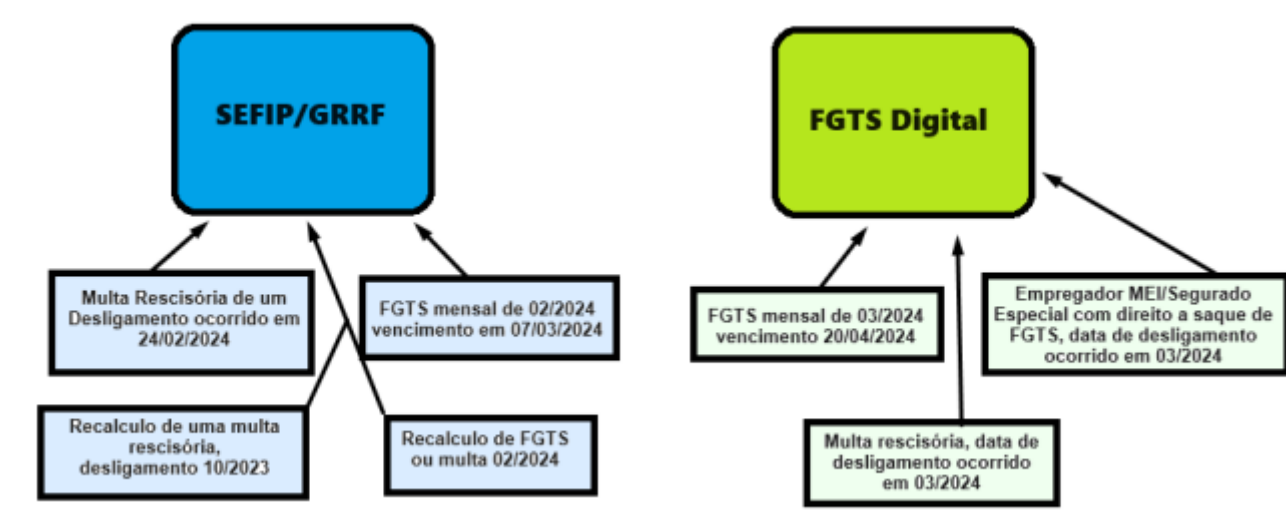 SEFIP/GRRF
FGTS Digital
Multa Rescisória de um
Desligamento ocorrido em
24/02/2024
FGTS mensal de 02/2024
vencimento em 07/03/2024
Recalculo de uma multa
rescisória,
desligamento 10/2023
Recalculo de FGTS
ou multa 02/2024
FGTS mensal de 03/2024
vencimento 20/04/2024
Empregador MEI/Segurado
Especial com direito a saque de
FGTS, data de desligamento
ocorrido em 03/2024
Multa rescisória, data de
desligamento ocorrido
em 03/2024